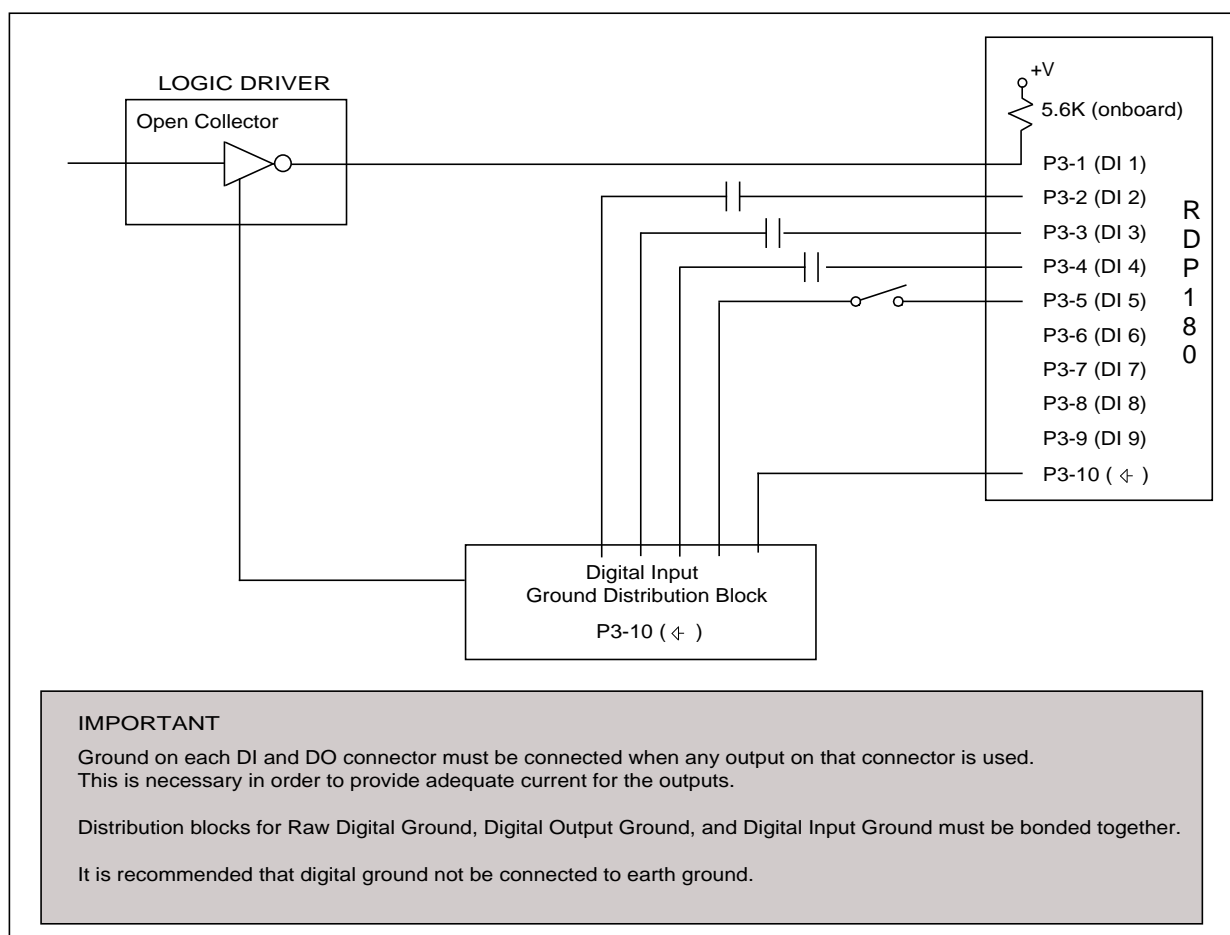 LOGIC DRIVER
Open Collector
+V
5.6K (onboard)
P3-1 (DI 1)
P3-2 (DI 2)
P3-3 (DI 3)
P3-4 (DI 4)
P3-5 (DI 5)
P3-6 (DI 6)
P3-7 (DI 7)
P3-8 (DI 8)
P3-9 (DI 9)
P3-10 ( )
RDP180
Digital Input
Ground Distribution Block
P3-10 ( )
IMPORTANT
Ground on each DI and DO connector must be connected when any output on that connector is used.
This is necessary in order to provide adequate current for the outputs.
Distribution blocks for Raw Digital Ground, Digital Output Ground, and Digital Input Ground must be bonded together.
It is recommended that digital ground not be connected to earth ground.